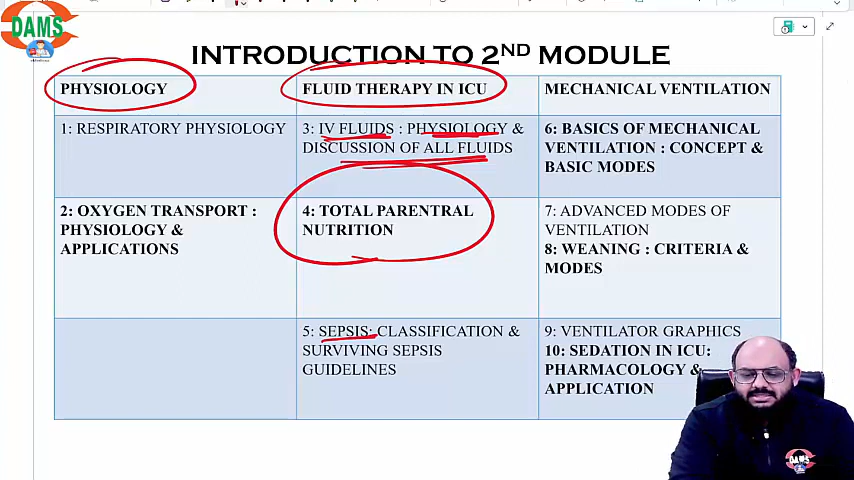 DAMS
INTRODUCTION TO 2ND MODULE
PHYSIOLOGY
FLUID THERAPY IN ICU
MECHANICAL VENTILATION
1: RESPIRATORY PHYSIOLOGY
3: IV FLUIDS : PHYSIOLOGY &
DISCUSSION OF ALL FLUIDS
6: BASICS OF MECHANICAL
VENTILATION : CONCEPT &
BASIC MODES
2: OXYGEN TRANSPORT :
PHYSIOLOGY &
APPLICATIONS
4: TOTAL PARENTRAL
NUTRITION
7: ADVANCED MODES OF
VENTILATION
8: WEANING : CRITERIA &
MODES
5: SEPSIS: CLASSIFICATION &
SURVIVING SEPSIS
GUIDELINES
9: VENTILATOR GRAPHICS
10: SEDATION IN ICU:
PHARMACOLOGY &
APPLICATION
DAMS